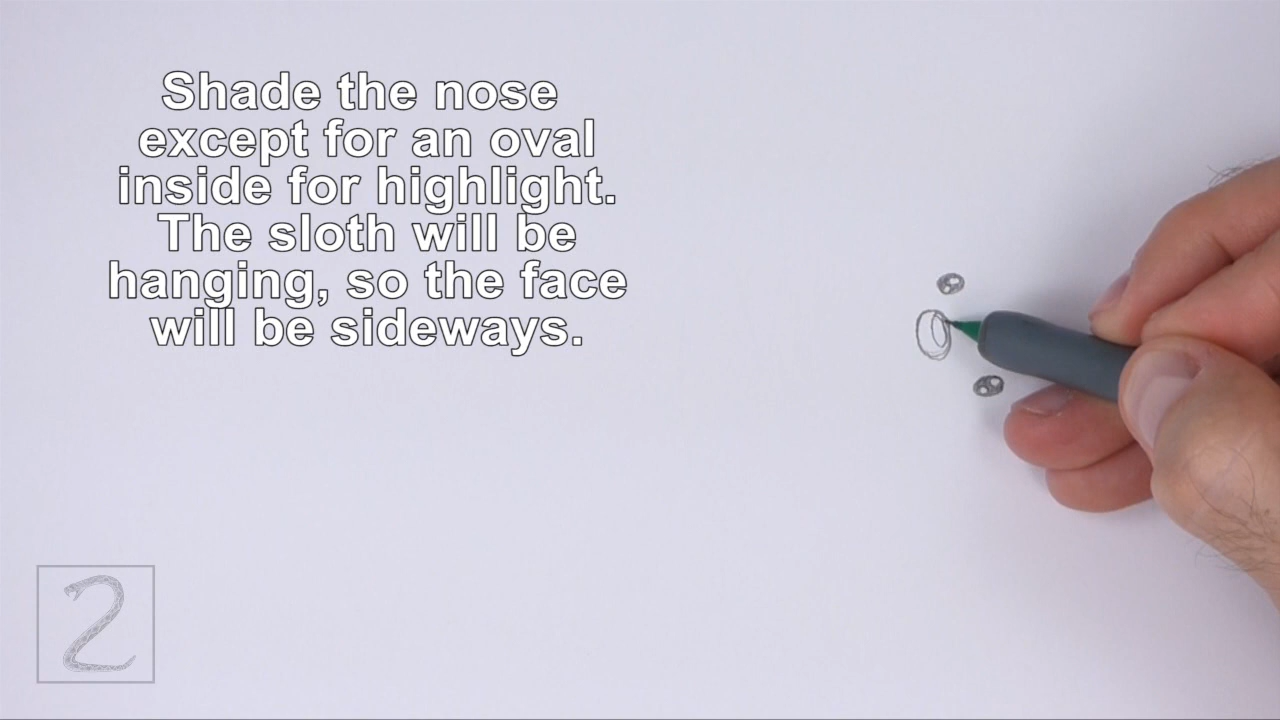 Shade the nose
except for an oval
inside for highlight.
The sloth will be
hanging, so the face
will be sideways.
2